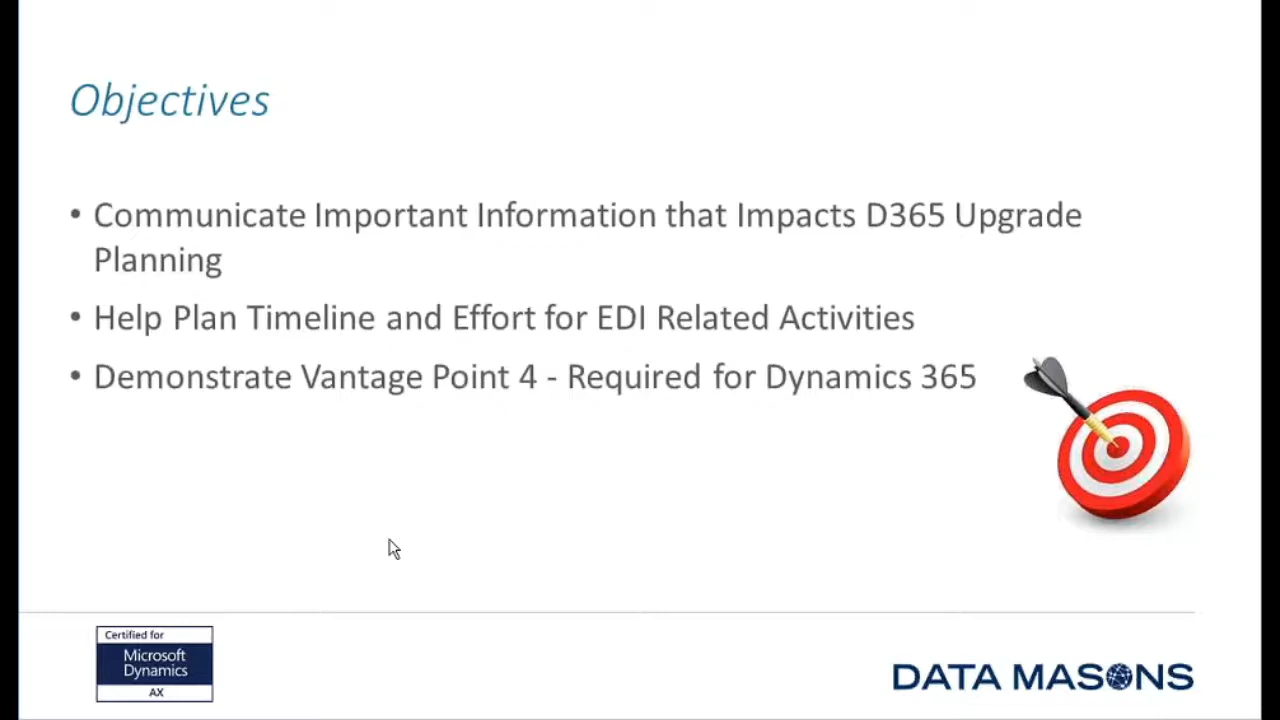 Objectives
• Communicate Important Information that Impacts D365 Upgrade
Planning
• Help Plan Timeline and Effort for EDI Related Activities
• Demonstrate Vantage Point 4 - Required for Dynamics 365
Certified for
Microsoft
Dynamics
AX
DATA MASONS